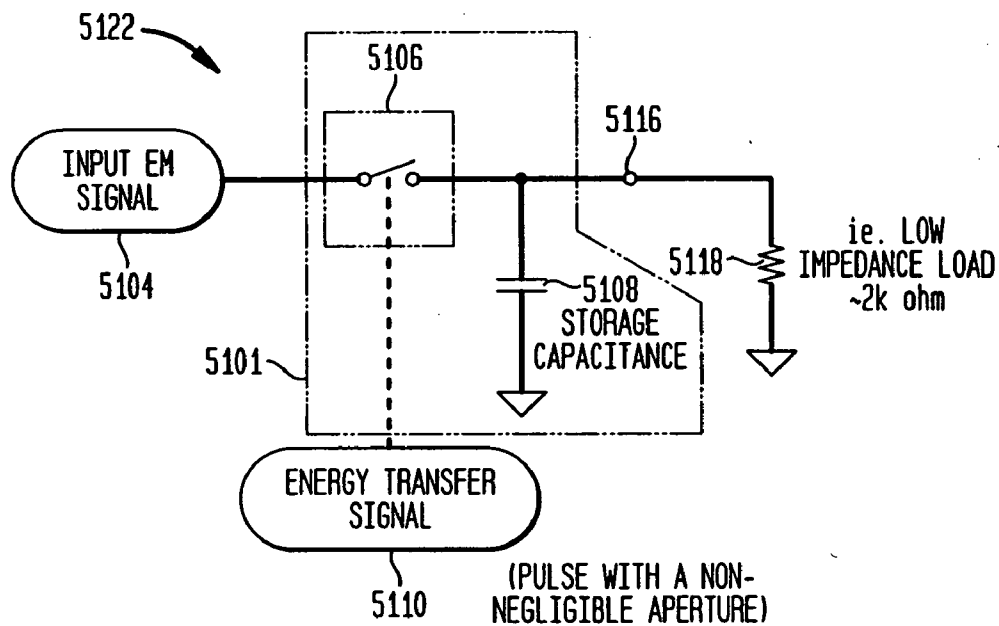 5122
5106
5116
INPUT EM
SIGNAL
5104
5118
ie. LOW
IMPEDANCE LOAD
~2k ohm
5108
STORAGE
CAPACITANCE
5101
ENERGY TRANSFER
SIGNAL
5110
(PULSE WITH A NON-
NEGLIGIBLE APERTURE)